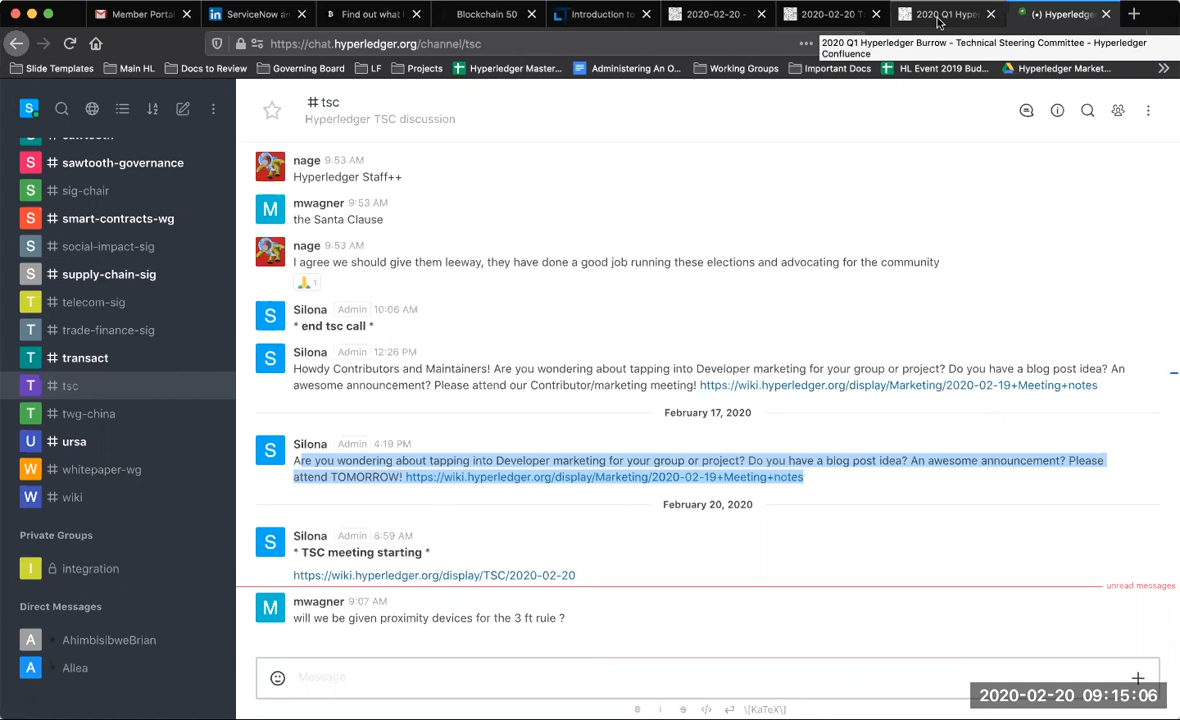 Member Portal
ServiceNow an
Find out what I
Blockchain 50
Introduction to
2020-02-20 -
2020-02-20 T
2020 Q1 Hyper
(•) Hyperledge
https://chat.hyperledger.org/channel/tsc
2020 Q1 Hyperledger Burrow - Technical Steering Committee - Hyperledger
Confluence
Slide Templates
Main HL
Docs to Review
Governing Board
LF
Projects
Hyperledger Master...
Administering An O...
Working Groups
Important Docs
HL Event 2019 Bud...
Hyperledger Market...
S
sawtooth
S # sawtooth-governance
S # sig-chair
S # smart-contracts-wg
S # social-impact-sig
S # supply-chain-sig
T # telecom-sig
T # trade-finance-sig
T # transact
T # tsc
T # twg-china
U # ursa
W # whitepaper-wg
W # wiki
Private Groups
I integration
Direct Messages
A AhimbisibweBrian
A Allea
# tsc
Hyperledger TSC discussion
nage 9:53 AM
Hyperledger Staff++
M mwagner 9:53 AM
the Santa Clause
nage 9:53 AM
I agree we should give them leeway, they have done a good job running these elections and advocating for the community
🙏 1
S Silona Admin 10:06 AM
* end tsc call *
S Silona Admin 12:26 PM
Howdy Contributors and Maintainers! Are you wondering about tapping into Developer marketing for your group or project? Do you have a blog post idea? An
awesome announcement? Please attend our Contributor/marketing meeting! https://wiki.hyperledger.org/display/Marketing/2020-02-19+Meeting+notes
February 17, 2020
S Silona Admin 4:19 PM
Are you wondering about tapping into Developer marketing for your group or project? Do you have a blog post idea? An awesome announcement? Please
attend TOMORROW! https://wiki.hyperledger.org/display/Marketing/2020-02-19+Meeting+notes
February 20, 2020
S Silona Admin 8:59 AM
* TSC meeting starting *
https://wiki.hyperledger.org/display/TSC/2020-02-20
unread messages
M mwagner 9:07 AM
will we be given proximity devices for the 3 ft rule ?
Message
B i S </> \[KaTeX\]
2020-02-20 09:15:06